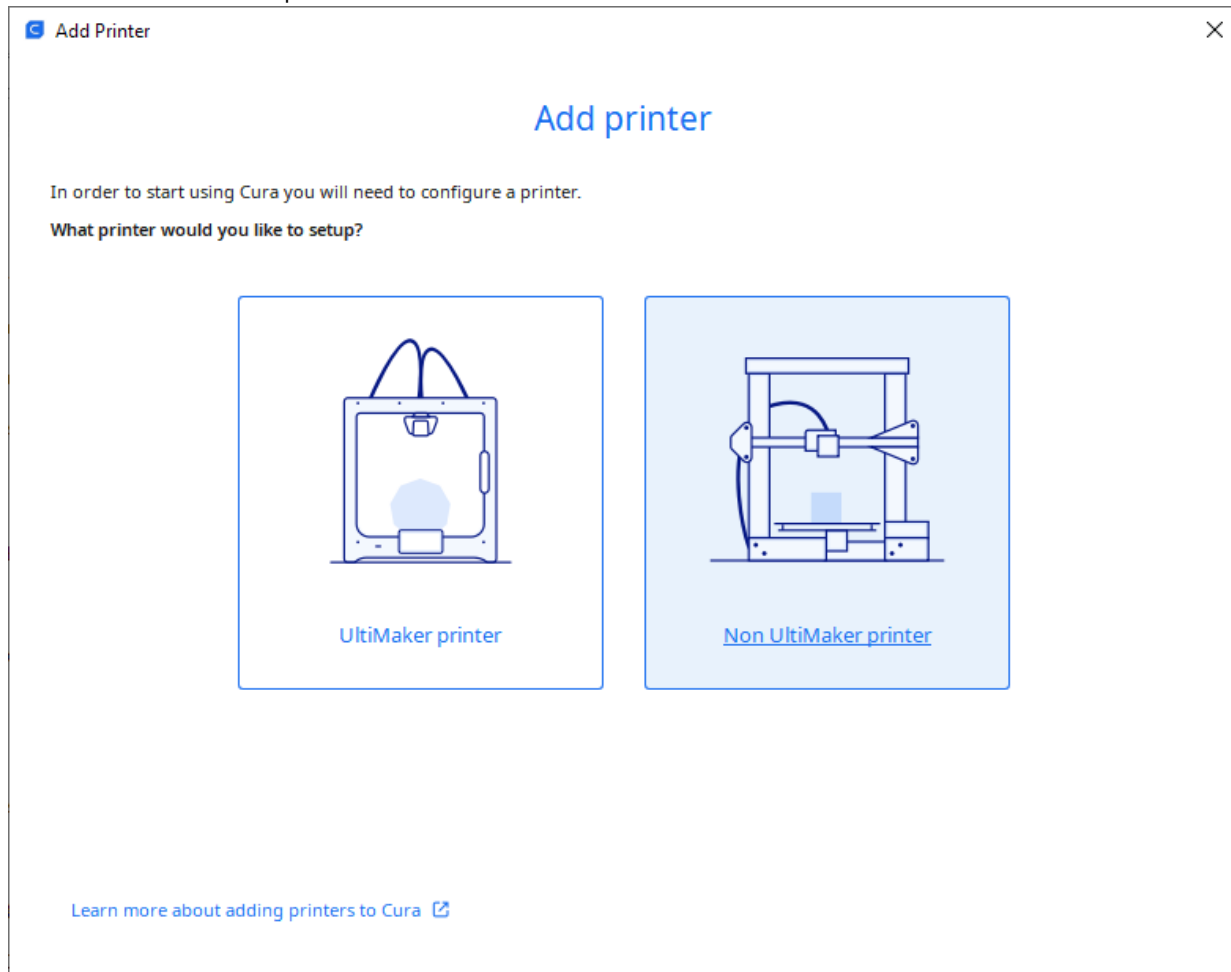 Add Printer
Add printer
In order to start using Cura you will need to configure a printer.
What printer would you like to setup?
UltiMaker printer
Non UltiMaker printer
Learn more about adding printers to Cura